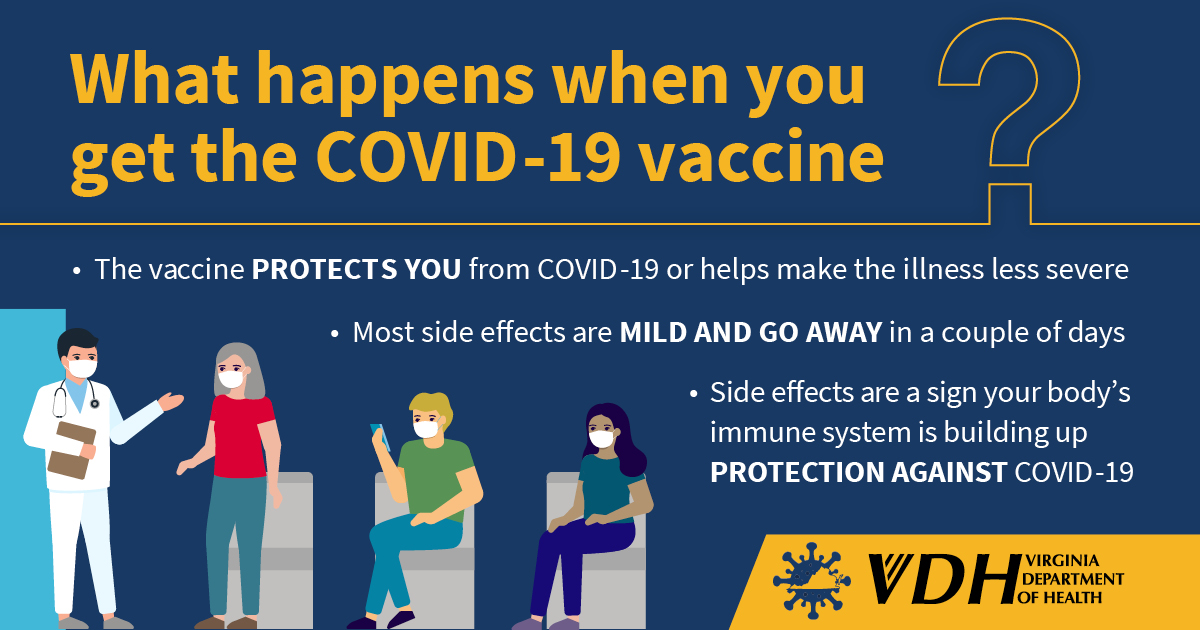 What happens when you
get the COVID-19 vaccine
?
• The vaccine PROTECTS YOU from COVID-19 or helps make the illness less severe
• Most side effects are MILD AND GO AWAY in a couple of days
• Side effects are a sign your body's
immune system is building up
PROTECTION AGAINST COVID-19
VDH VIRGINIA
DEPARTMENT
OF HEALTH